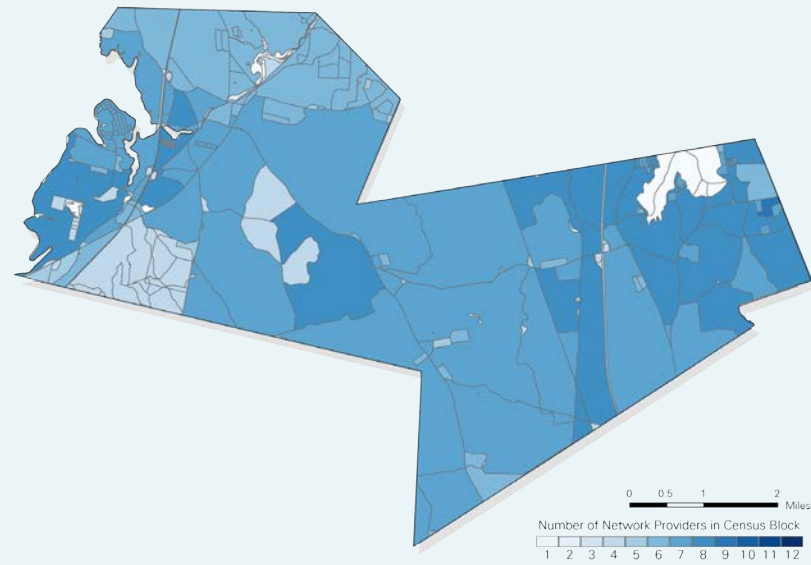 0 0.5 1 2
Miles
Number of Network Providers in Census Block
1 2 3 4 5 6 7 8 9 10 11 12